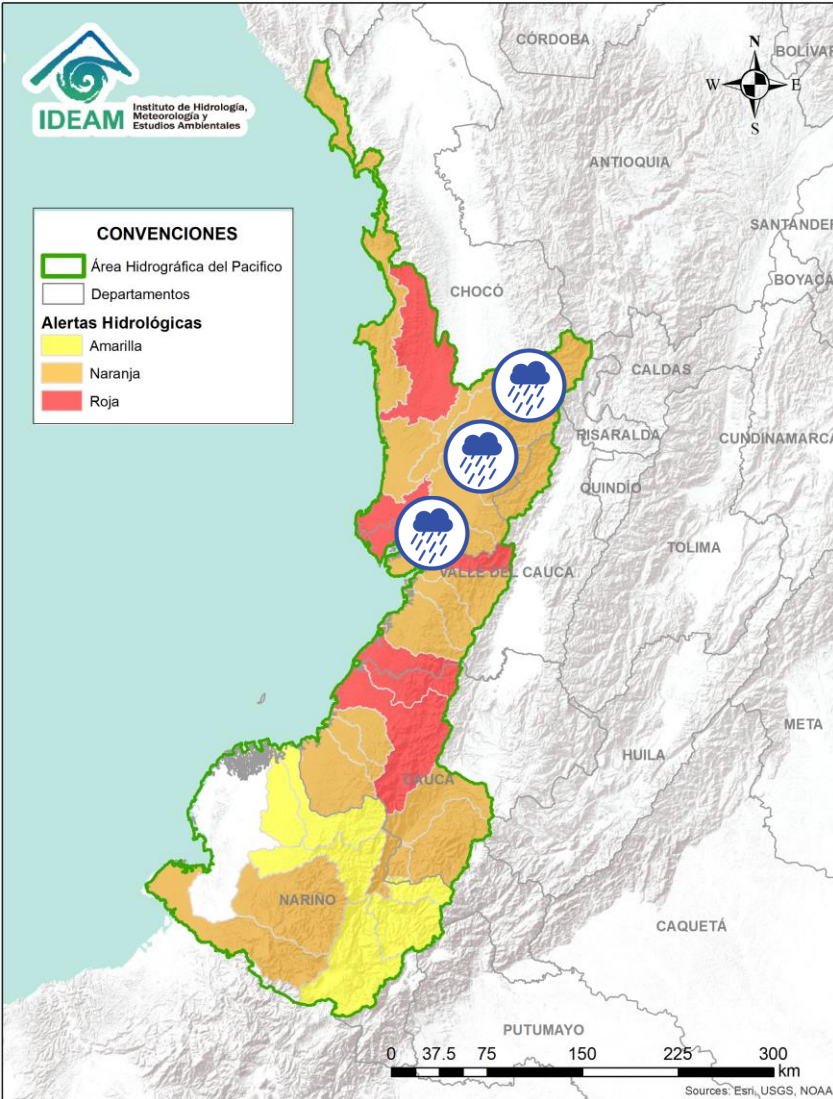 IDEAM
Instituto de Hidrología,
Meteorología y
Estudios Ambientales
CÓRDOBA
BOLÍVAR
N
W
E
S
ANTIOQUIA
SANTANDER
BOYACÁ
CONVENCIONES
Área Hidrográfica del Pacifico
Departamentos
Alertas Hidrológicas
Amarilla
Naranja
Roja
CHOCÓ
CALDAS
RISARALDA
CUNDINAMARCA
QUINDÍO
TOLIMA
VALLE DEL CAUCA
META
HUILA
CAUCA
NARIÑO
CAQUETÁ
PUTUMAYO
0 37.5 75 150 225 300
km
Sources: Esri, USGS, NOAA